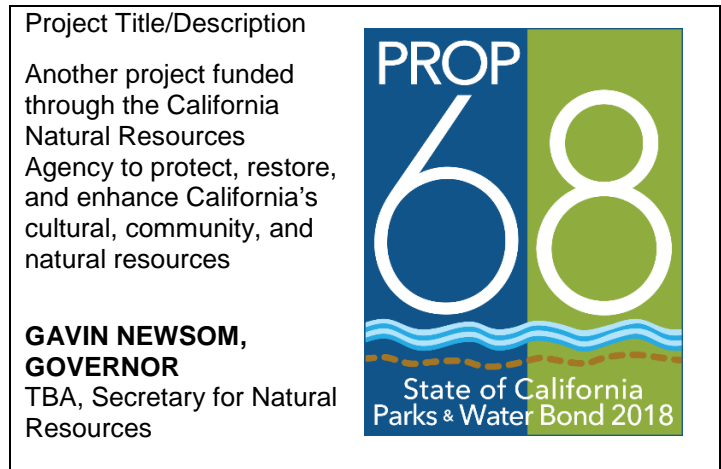 Project Title/Description
Another project funded
through the California
Natural Resources
Agency to protect, restore,
and enhance California’s
cultural, community, and
natural resources
GAVIN NEWSOM,
GOVERNOR
TBA, Secretary for Natural
Resources
PROP
68
State of California
Parks & Water Bond 2018